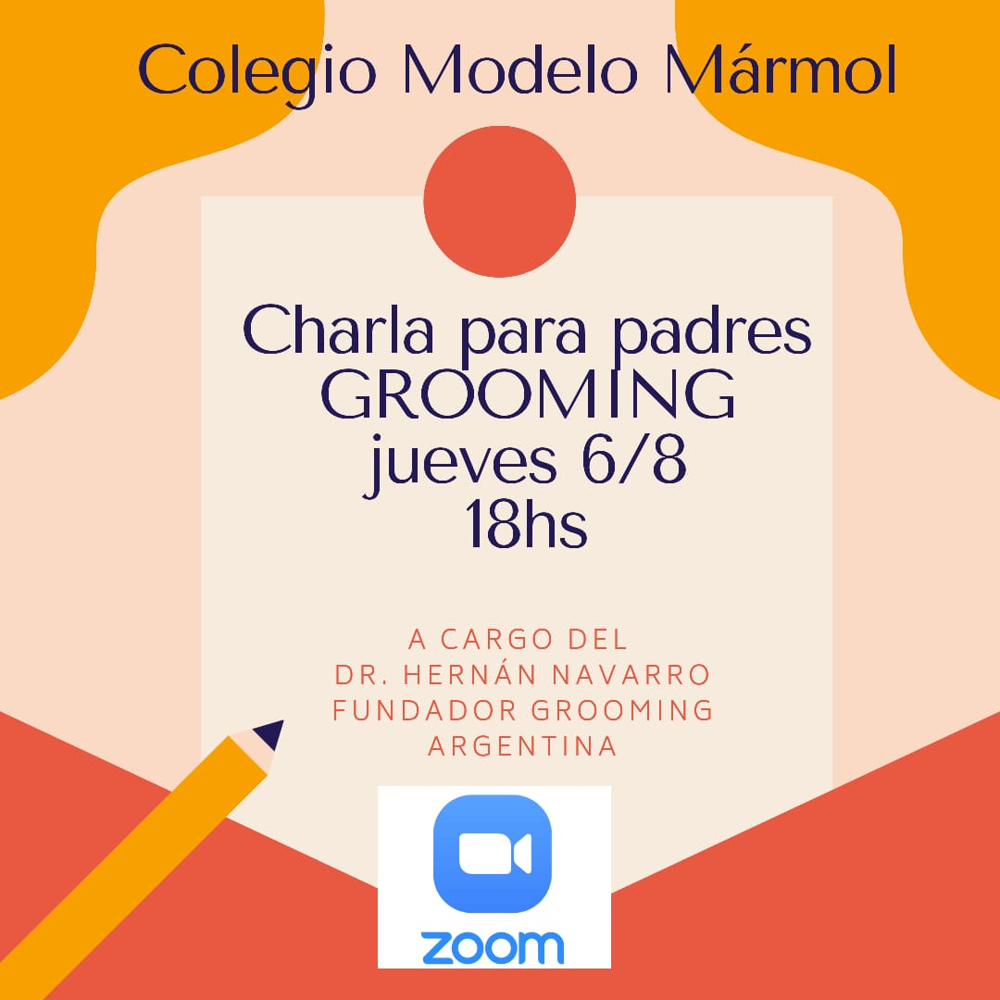 Colegio Modelo Mármol
Charla para padres
GROOMING
jueves 6/8
18hs
A CARGO DEL
DR. HERNÁN NAVARRO
FUNDADOR GROOMING
ARGENTINA
zoom